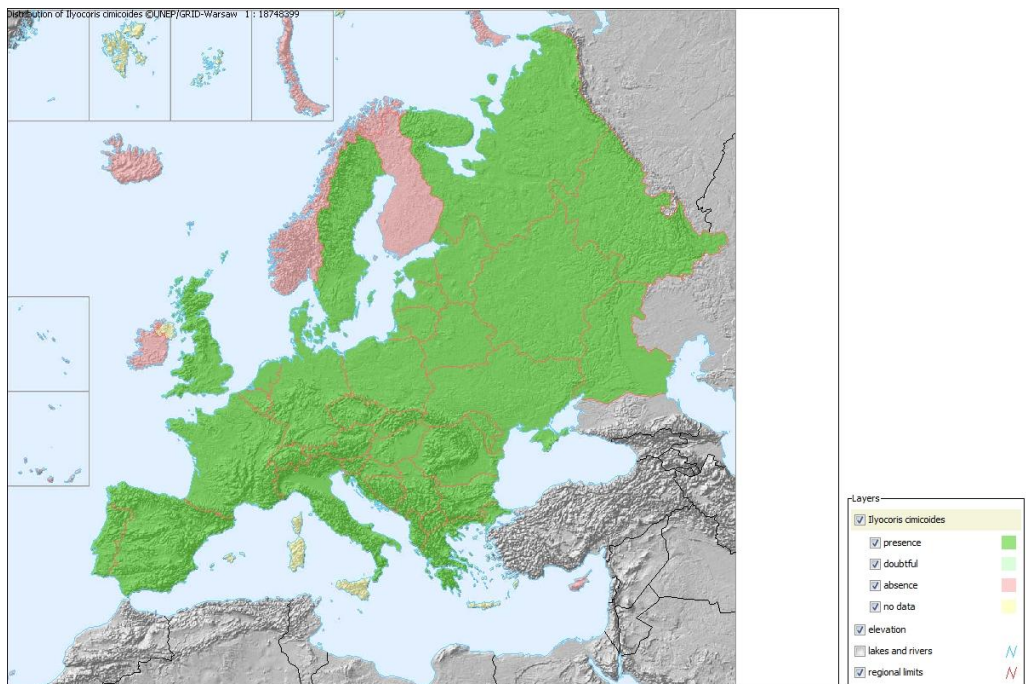 Distribution of Ilyocoris cimicoides ©UNEP/GRID-Warsaw 1 : 18748399
Layers
Ilyocoris cimicoides
presence
doubtful
absence
no data
elevation
lakes and rivers
regional limits